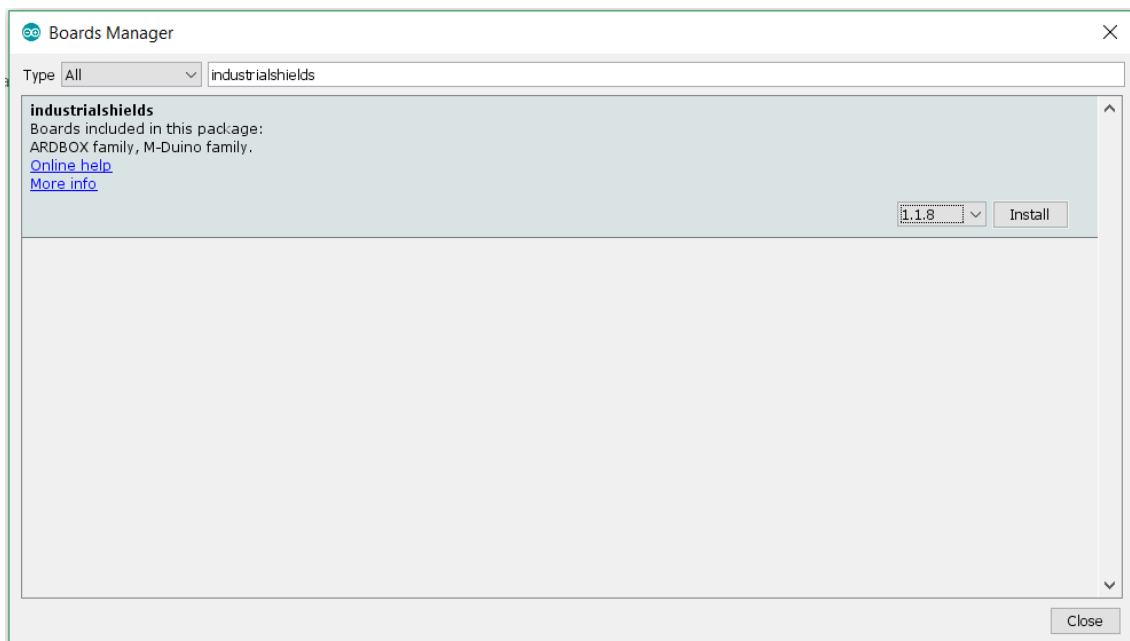 Boards Manager
Type All industrialshields
industrialshields
Boards included in this package:
ARDBOX family, M-Duino family.
Online help
More info
1.1.8 Install
Close